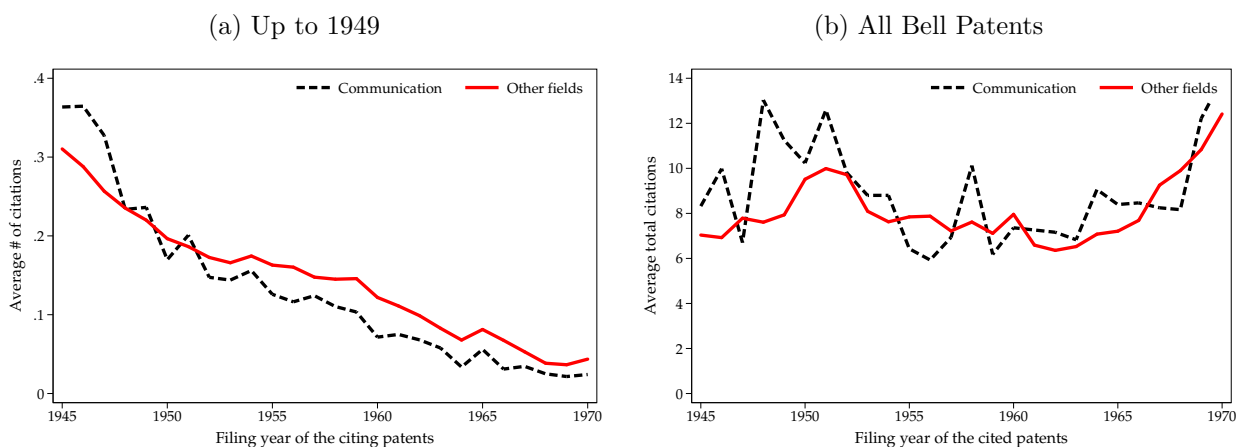 (a) Up to 1949
Average # of citations
.4
.3
.2
.1
0
Communication
Other fields
1945 1950 1955 1960 1965 1970
Filing year of the citing patents
(b) All Bell Patents
Average total citations
14
12
10
8
6
4
2
0
Communication
Other fields
1945 1950 1955 1960 1965 1970
Filing year of the cited patents